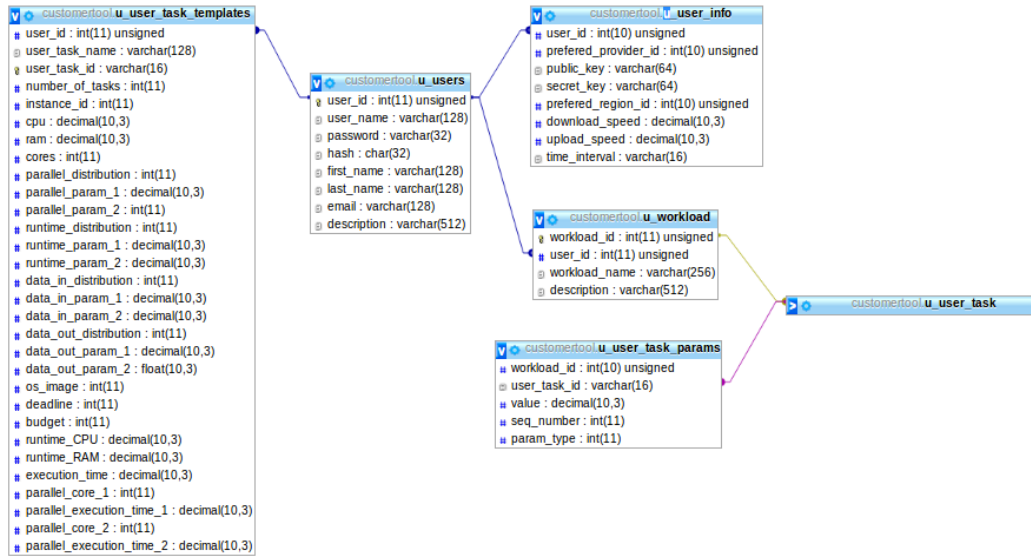 customertool.u_user_task_templates
user_id : int(11) unsigned
user_task_name : varchar(128)
user_task_id : varchar(16)
number_of_tasks : int(11)
instance_id : int(11)
cpu : decimal(10,3)
ram : decimal(10,3)
cores : int(11)
parallel_distribution : int(11)
parallel_param_1 : decimal(10,3)
parallel_param_2 : int(11)
runtime_distribution : int(11)
runtime_param_1 : decimal(10,3)
runtime_param_2 : decimal(10,3)
data_in_distribution : int(11)
data_in_param_1 : decimal(10,3)
data_in_param_2 : decimal(10,3)
data_out_distribution : int(11)
data_out_param_1 : decimal(10,3)
data_out_param_2 : float(10,3)
os_image : int(11)
deadline : int(11)
budget : int(11)
runtime_CPU : decimal(10,3)
runtime_RAM : decimal(10,3)
execution_time : decimal(10,3)
parallel_core_1 : int(11)
parallel_execution_time_1 : decimal(10,3)
parallel_core_2 : int(11)
parallel_execution_time_2 : decimal(10,3)
customertool.u_users
user_id : int(11) unsigned
user_name : varchar(128)
password : varchar(32)
hash : char(32)
first_name : varchar(128)
last_name : varchar(128)
email : varchar(128)
description : varchar(512)
customertool.u_user_info
user_id : int(10) unsigned
prefered_provider_id : int(10) unsigned
public_key : varchar(64)
secret_key : varchar(64)
prefered_region_id : int(10) unsigned
download_speed : decimal(10,3)
upload_speed : decimal(10,3)
time_interval : varchar(16)
customertool.u_workload
workload_id : int(11) unsigned
user_id : int(11) unsigned
workload_name : varchar(256)
description : varchar(512)
customertool.u_user_task
customertool.u_user_task_params
workload_id : int(10) unsigned
user_task_id : varchar(16)
value : decimal(10,3)
seq_number : int(11)
param_type : int(11)